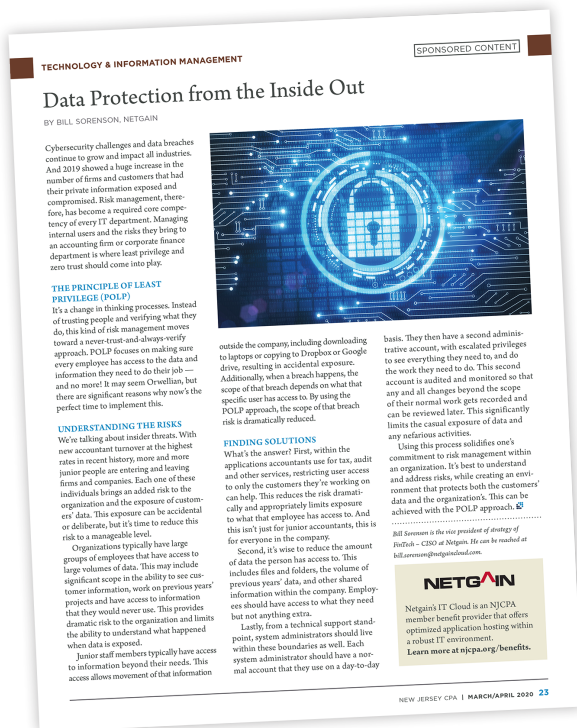 TECHNOLOGY & INFORMATION MANAGEMENT
SPONSORED CONTENT
Data Protection from the Inside Out
BY BILL SORENSON, NETGAIN
Cybersecurity challenges and data breaches
continue to grow and impact all industries.
And 2019 showed a huge increase in the
number of firms and customers that had
their private information exposed and
compromised. Risk management, there-
fore, has become a required core compe-
tency of every IT department. Managing
internal users and the risks they bring to
an accounting firm or corporate finance
department is where least privilege and
zero trust should come into play.
THE PRINCIPLE OF LEAST
PRIVILEGE (POLP)
It's a change in thinking processes. Instead
of trusting people and verifying what they
do, this kind of risk management moves
toward a never-trust-and-always-verify
approach. POLP focuses on making sure
every employee has access to the data and
information they need to do their job —
and no more! It may seem Orwellian, but
there are significant reasons why now's the
perfect time to implement this.
UNDERSTANDING THE RISKS
We're talking about insider threats. With
new accountant turnover at the highest
rates in recent history, more and more
junior people are entering and leaving
firms and companies. Each one of these
individuals brings an added risk to the
organization and the exposure of custom-
ers' data. This exposure can be accidental
or deliberate, but it's time to reduce this
risk to a manageable level.
Organizations typically have large
groups of employees that have access to
large volumes of data. This may include
significant scope in the ability to see cus-
tomer information, work on previous years'
projects and have access to information
that they would never use. This provides
dramatic risk to the organization and limits
the ability to understand what happened
when data is exposed.
Junior staff members typically have access
to information beyond their needs. This
access allows movement of that information
outside the company, including downloading
to laptops or copying to Dropbox or Google
drive, resulting in accidental exposure.
Additionally, when a breach happens, the
scope of that breach depends on what that
specific user has access to. By using the
POLP approach, the scope of that breach
risk is dramatically reduced.
FINDING SOLUTIONS
What's the answer? First, within the
applications accountants use for tax, audit
and other services, restricting user access
to only the customers they're working on
can help. This reduces the risk dramati-
cally and appropriately limits exposure
to what that employee has access to. And
this isn't just for junior accountants, this is
for everyone in the company.
Second, it's wise to reduce the amount
of data the person has access to. This
includes files and folders, the volume of
previous years' data, and other shared
information within the company. Employ-
ees should have access to what they need
but not anything extra.
Lastly, from a technical support stand-
point, system administrators should live
within these boundaries as well. Each
system administrator should have a nor-
mal account that they use on a day-to-day
basis. They then have a second adminis-
trative account, with escalated privileges
to see everything they need to, and do
the work they need to do. This second
account is audited and monitored so that
any and all changes beyond the scope
of their normal work gets recorded and
can be reviewed later. This significantly
limits the casual exposure of data and
any nefarious activities.
Using this process solidifies one's
commitment to risk management within
an organization. It's best to understand
and address risks, while creating an envi-
ronment that protects both the customers'
data and the organization's. This can be
achieved with the POLP approach.
Bill Sorenson is the vice president of strategy of
FinTech – CISO at Netgain. He can be reached at
bill.sorenson@netgaincloud.com.
NETGAIN
Netgain's IT Cloud is an NJCPA
member benefit provider that offers
optimized application hosting within
a robust IT environment.
Learn more at njcpa.org/benefits.
NEW JERSEY CPA | MARCH/APRIL 2020 23